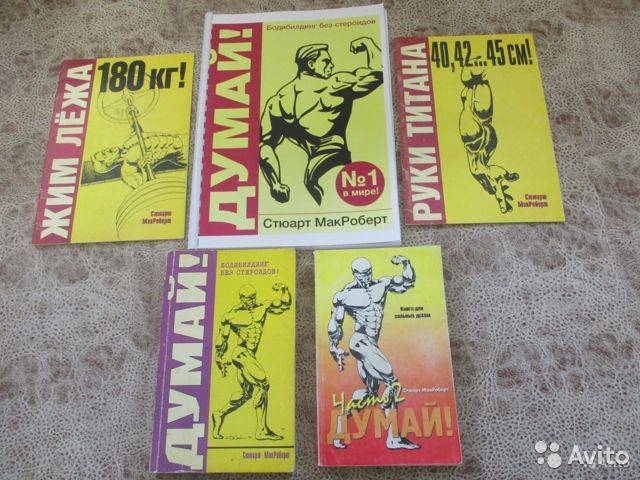 ЖИМ ЛЁЖА
180 кг!
Стюарт
МакРоберт
Бодибилдинг без стероидов
ДУМАЙ!
№1
в мире!
Стюарт МакРоберт
РУКИ ТИТАНА
40, 42... 45 СМ!
Стюарт
МакРоберт
ДУМАЙ!
БОДИБИЛДИНГ
БЕЗ СТЕРОИДОВ!
Стюарт МакРоберт
Книга для
сильных духом
Часть 2
Стюарт МакРоберт
ДУМАЙ!
Avito